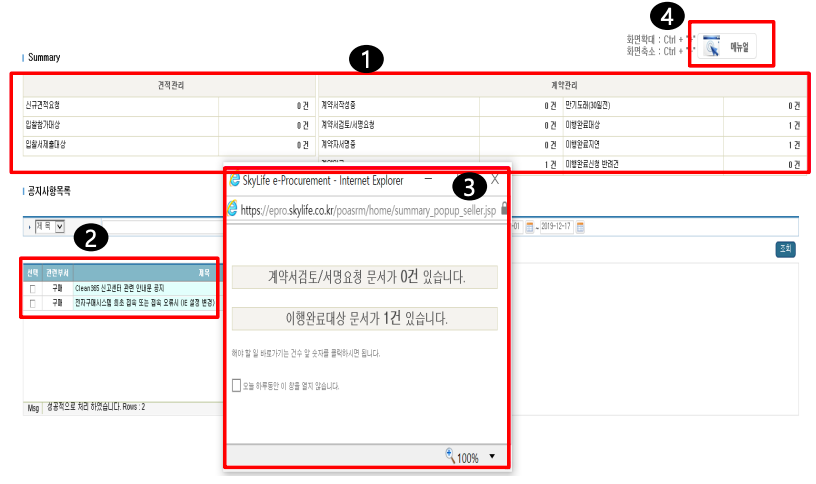 4
화면확대 : Ctrl + "+"
화면축소 : Ctrl + "-"
메뉴얼
Summary
1
견적관리 계약관리
신규견적요청 0 건 계약서작성중 0 건 만기도래(30일전) 0 건
입찰참가대상 0 건 계약서검토/서명요청 0 건 이행완료대상 1 건
입찰서제출대상 0 건 계약자서명중 0 건 이행완료지연 1 건
1 건 이행완료신청 반려건 0 건
공지사항목록
제 목
-01 ~ 2019-12-17
2
조회
선택 관련부서 제목
구매 Clean365 신고센터 관련 안내문 공지
구매 전자구매시스템 최초 접속 또는 접속 오류시 (IE 설정 변경)
Msg 성공적으로 처리 하였습니다. Rows : 2
SkyLife e-Procurement - Internet Explorer
3
https://epro.skylife.co.kr/poasrm/home/summary_popup_seller.jsp
계약서검토/서명요청 문서가 0건 있습니다.
이행완료대상 문서가 1건 있습니다.
해야 할 일 바로가기는 건수 앞 숫자를 클릭하시면 됩니다.
오늘 하루동안 이 창을 열지 않습니다.
100%